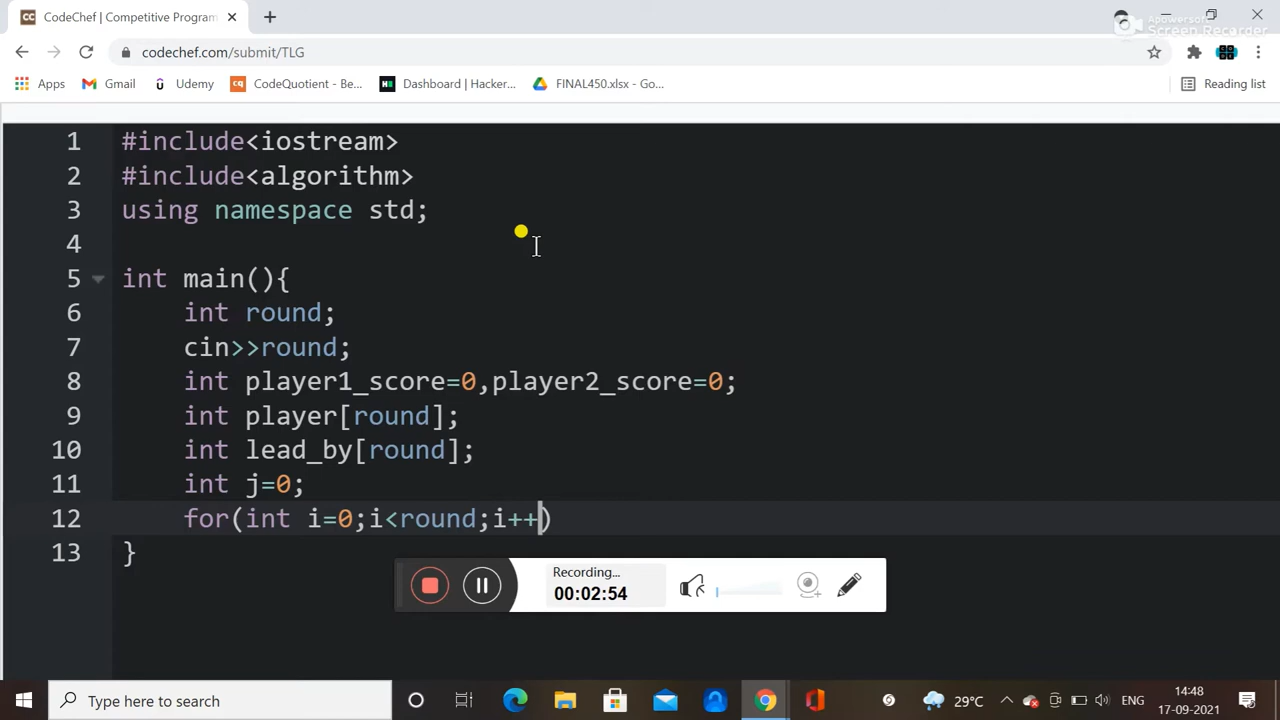 CodeChef | Competitive Program
Apowersoft
Screen Recorder
codechef.com/submit/TLG
Apps
Gmail
Udemy
CodeQuotient - Be...
Dashboard | Hacker...
FINAL450.xlsx - Go...
Reading list
1 #include<iostream>
2 #include<algorithm>
3 using namespace std;
4
5 int main(){
6 int round;
7 cin>>round;
8 int player1_score=0,player2_score=0;
9 int player[round];
10 int lead_by[round];
11 int j=0;
12 for(int i=0;i<round;i++)
13 }
Recording...
00:02:54
Type here to search
29°C
ENG
14:48
17-09-2021